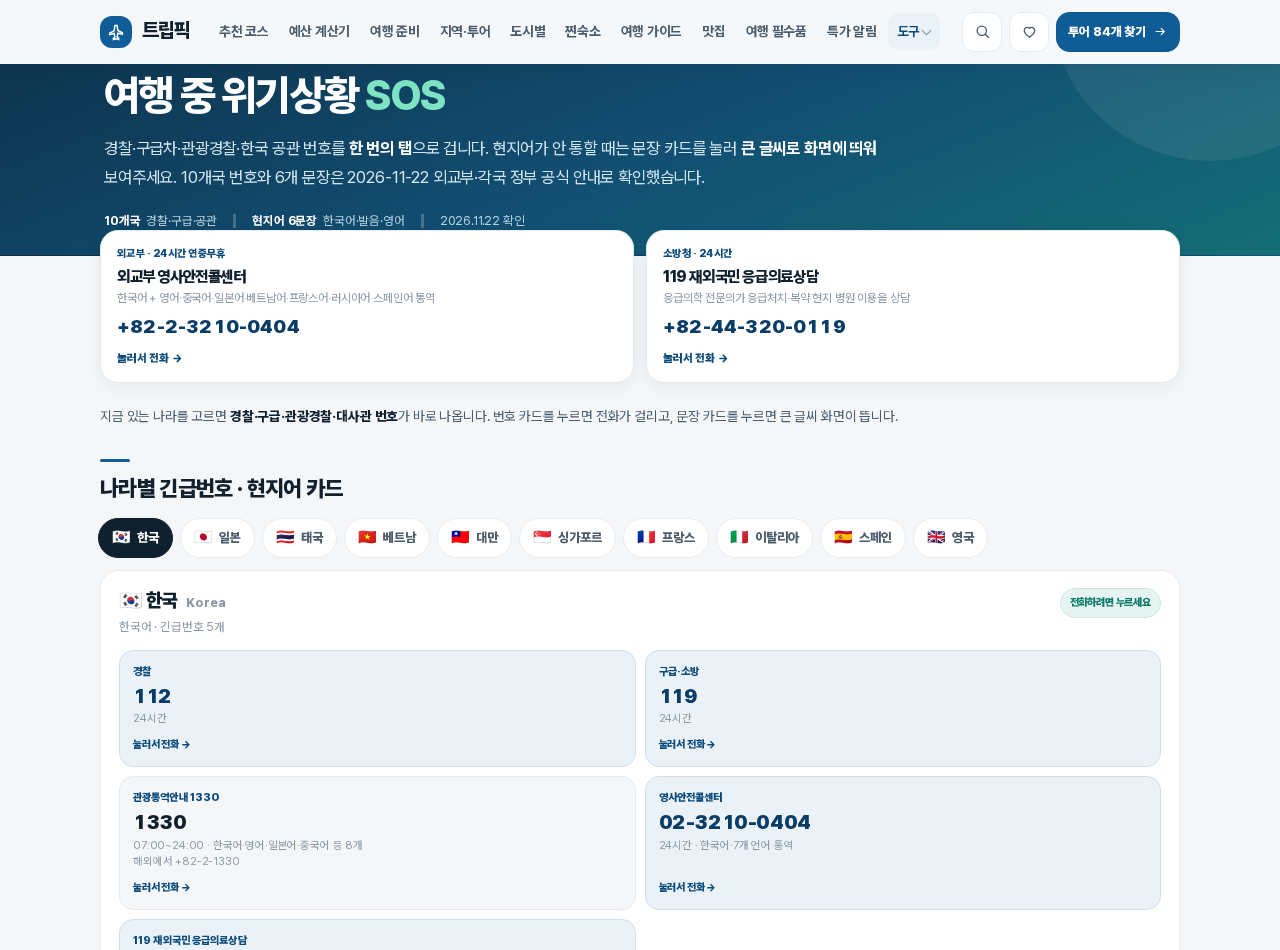 트립픽
추천 코스 예산 계산기 여행 준비 지역·투어 도시별 찐숙소 여행 가이드 맛집 여행 필수품 특가 알림 도구
투어 84개 찾기 →
여행 중 위기상황 SOS
경찰·구급차·관광경찰·한국 공관 번호를 한 번의 탭으로 겁니다. 현지어가 안 통할 때는 문장 카드를 눌러 큰 글씨로 화면에 띄워
보여주세요. 10개국 번호와 6개 문장은 2026-11-22 외교부·각국 정부 공식 안내로 확인했습니다.
10개국 경찰·구급·공관 현지어 6문장 한국어·발음·영어 2026.11.22 확인
외교부 · 24시간 연중무휴
외교부 영사안전콜센터
한국어 + 영어·중국어·일본어·베트남어·프랑스어·러시아어·스페인어 통역
+82-2-3210-0404
눌러서 전화 →
소방청 · 24시간
119 재외국민 응급의료상담
응급의학 전문의가 응급처치·복약·현지 병원 이용을 상담
+82-44-320-0119
눌러서 전화 →
지금 있는 나라를 고르면 경찰·구급·관광경찰·대사관 번호가 바로 나옵니다. 번호 카드를 누르면 전화가 걸리고, 문장 카드를 누르면 큰 글씨 화면이 뜹니다.
나라별 긴급번호 · 현지어 카드
한국 일본 태국 베트남 대만 싱가포르 프랑스 이탈리아 스페인 영국
한국 Korea
한국어 · 긴급번호 5개
전화하려면 누르세요
경찰
112
24시간
눌러서 전화 →
구급·소방
119
24시간
눌러서 전화 →
관광통역안내 1330
1330
07:00~24:00 · 한국어·영어·일본어·중국어 등 8개
해외에서 +82-2-1330
눌러서 전화 →
영사안전콜센터
02-3210-0404
24시간 · 한국어·7개 언어 통역
눌러서 전화 →
119 재외국민 응급의료상담